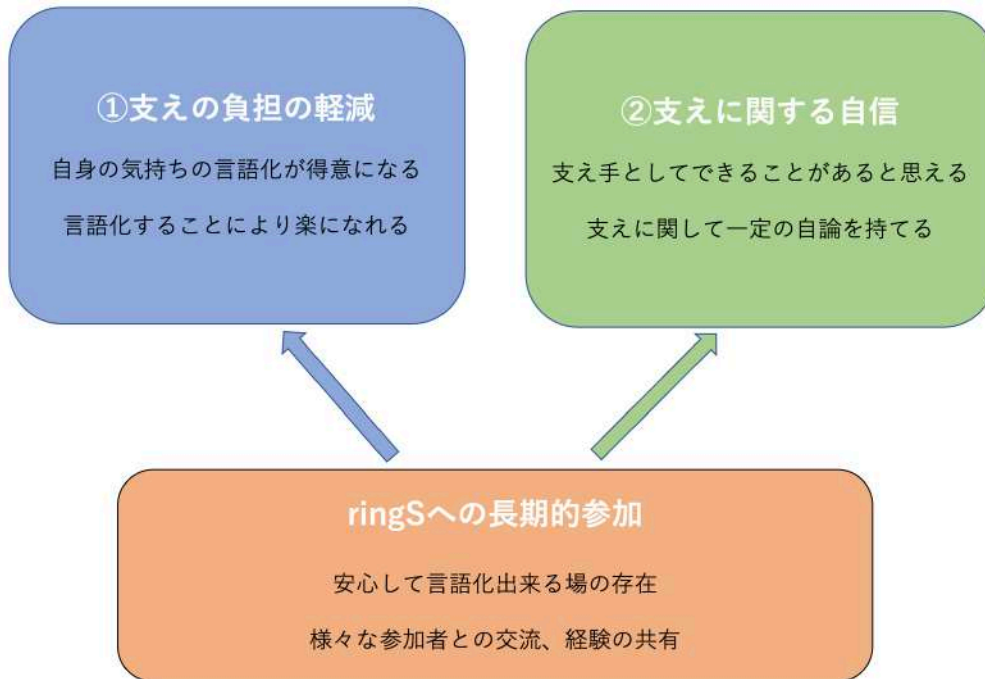 ①支えの負担の軽減
自身の気持ちの言語化が得意になる
言語化することにより楽になれる
②支えに関する自信
支え手としてできることがあると思える
支えに関して一定の自論を持てる
ringSへの長期的参加
安心して言語化出来る場の存在
様々な参加者との交流、経験の共有